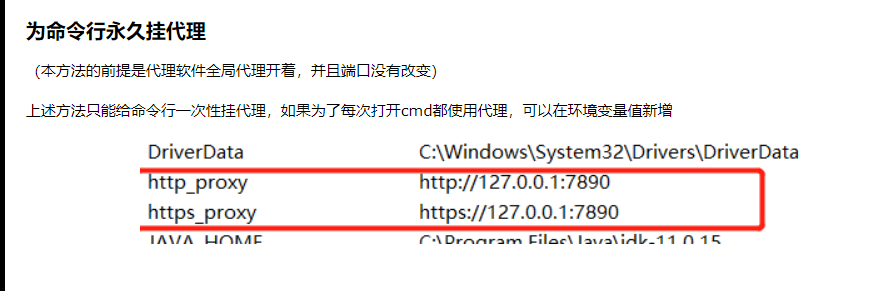 为命令行永久挂代理
（本方法的前提是代理软件全局代理开着，并且端口没有改变）
上述方法只能给命令行一次性挂代理，如果为了每次打开cmd都使用代理，可以在环境变量值新增
DriverData C:\Windows\System32\Drivers\DriverData
http_proxy http://127.0.0.1:7890
https_proxy https://127.0.0.1:7890
JAVA_HOME C:\Program Files\Java\jdk-11.0.15